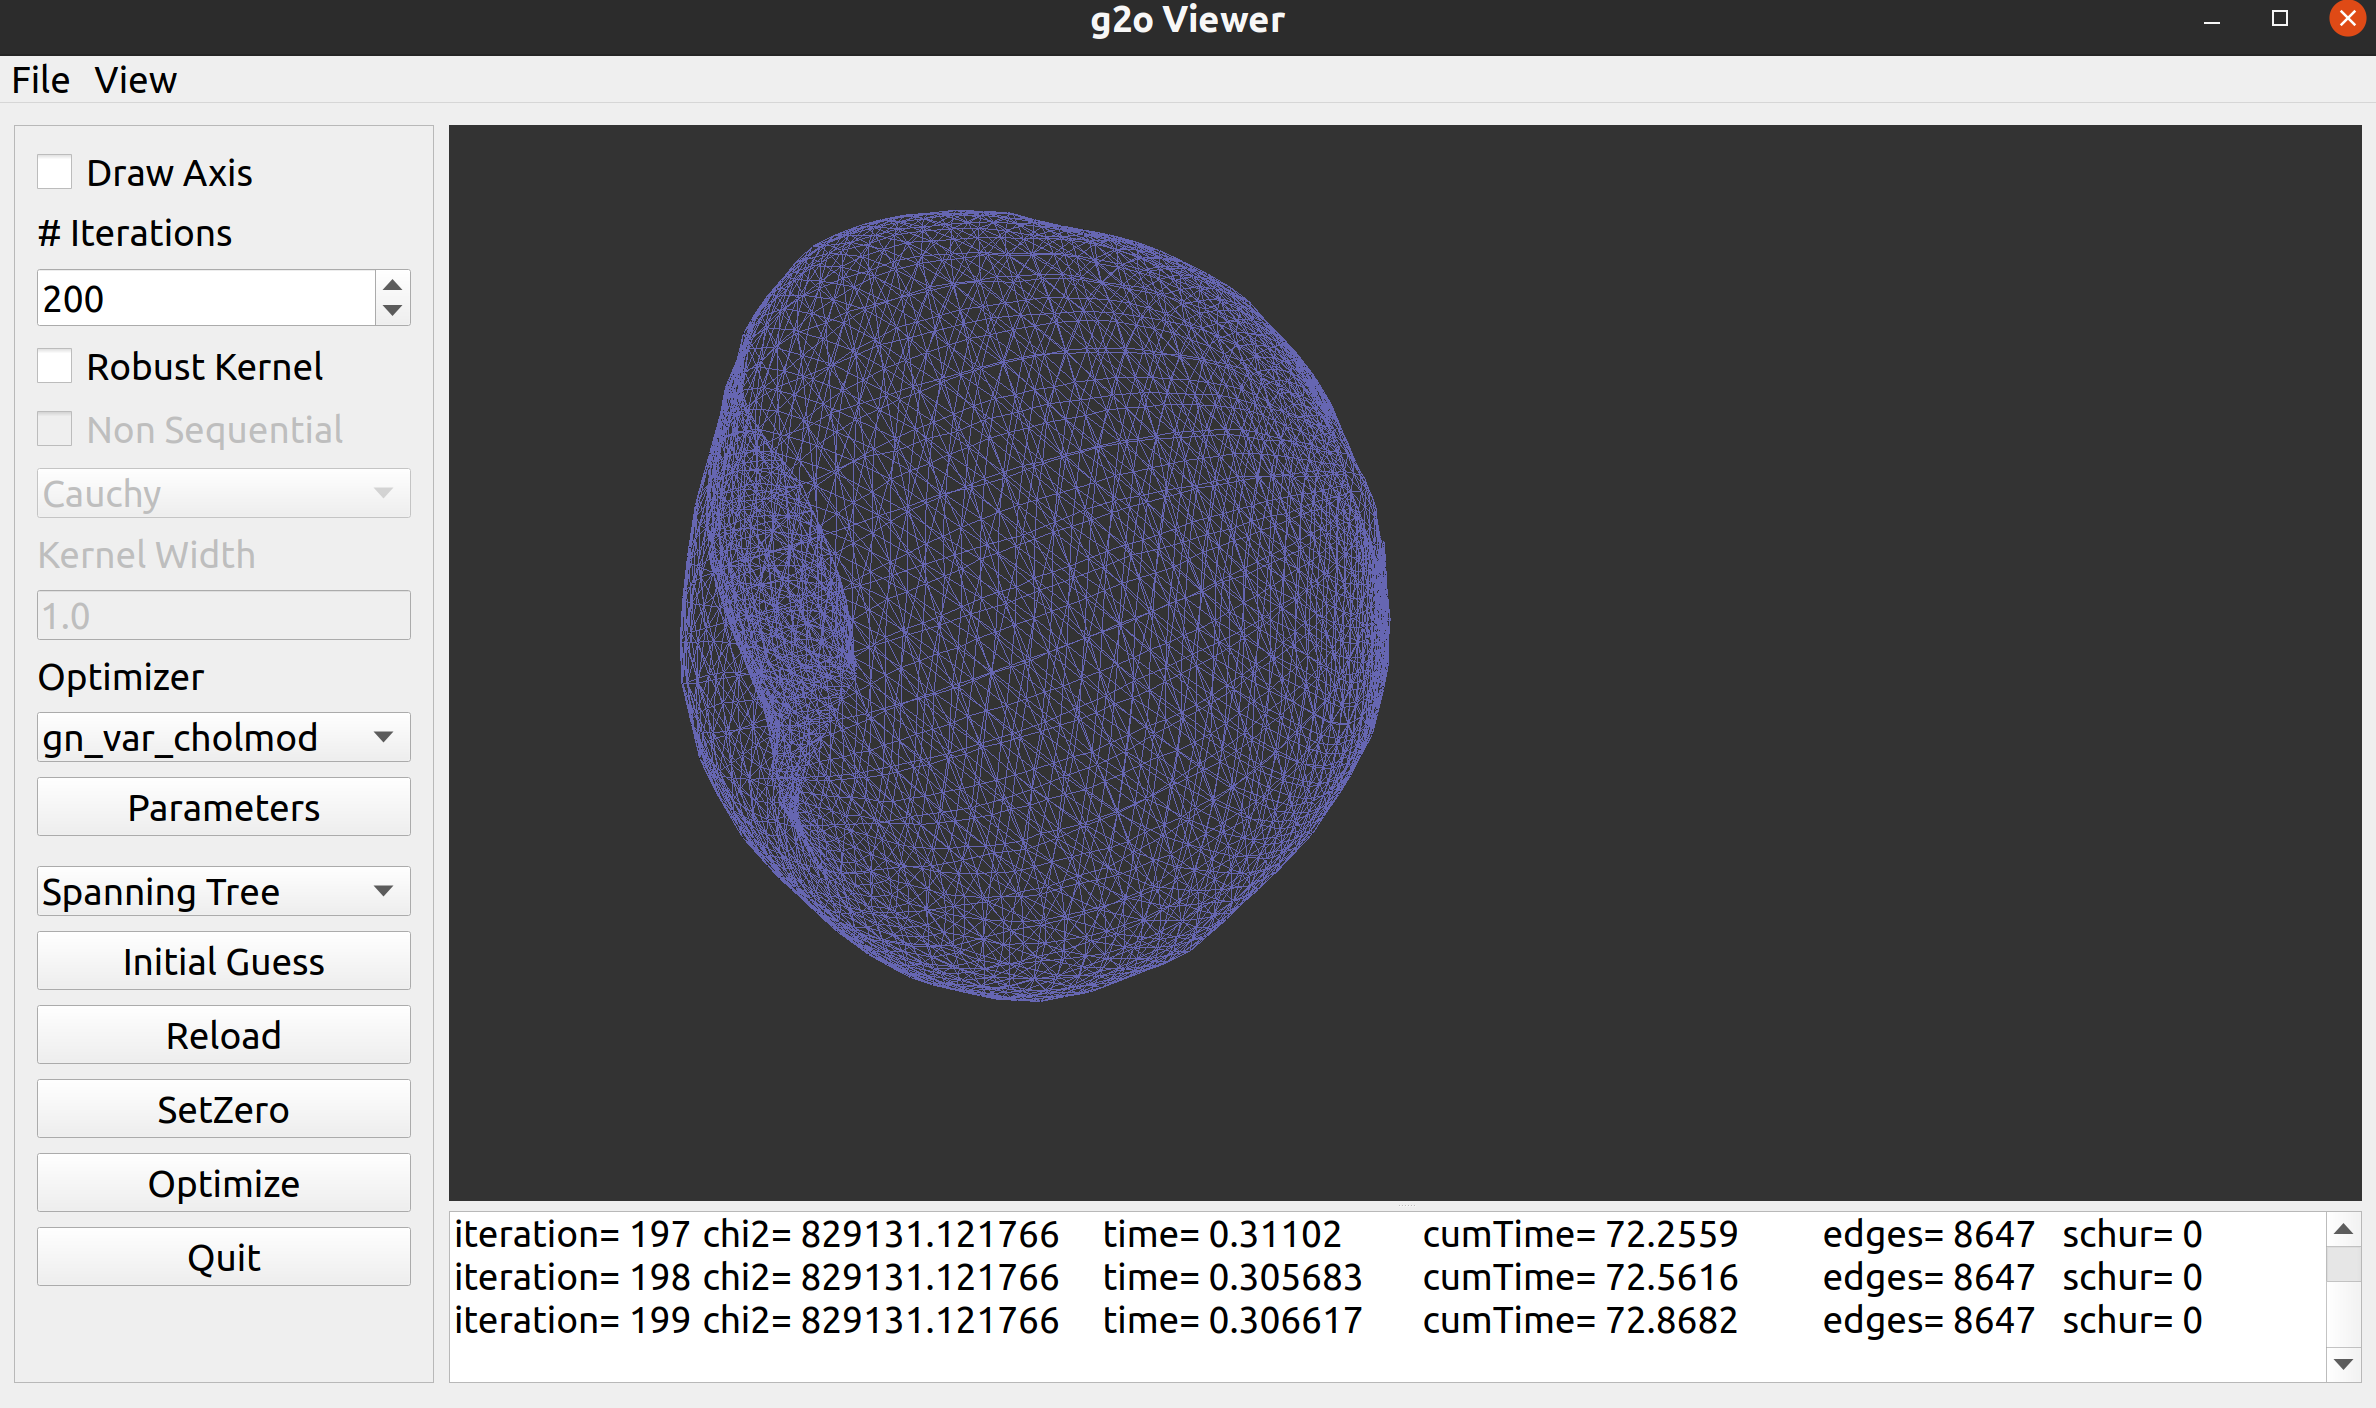 g2o Viewer
File View
Draw Axis
# Iterations
200
Robust Kernel
Non Sequential
Cauchy
Kernel Width
1.0
Optimizer
gn_var_cholmod
Parameters
Spanning Tree
Initial Guess
Reload
SetZero
Optimize
Quit
iteration= 197 chi2= 829131.121766 time= 0.31102 cumTime= 72.2559 edges= 8647 schur= 0
iteration= 198 chi2= 829131.121766 time= 0.305683 cumTime= 72.5616 edges= 8647 schur= 0
iteration= 199 chi2= 829131.121766 time= 0.306617 cumTime= 72.8682 edges= 8647 schur= 0